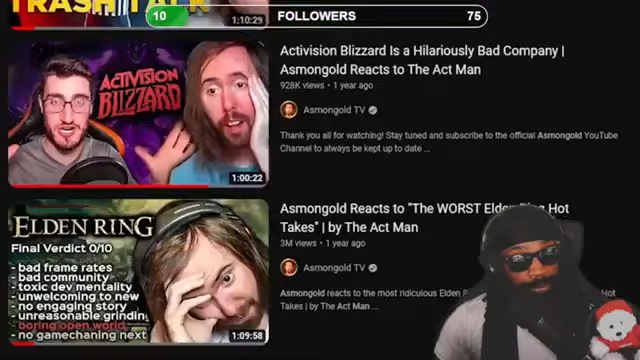 TRASH TALK
10 FOLLOWERS 75
1:10:29
ACTIVISION
BLIZZARD
1:00:22
Activision Blizzard Is a Hilariously Bad Company |
Asmongold Reacts to The Act Man
928K views • 1 year ago
Asmongold TV
Thank you all for watching! Stay tuned and subscribe to the official Asmongold YouTube
Channel to always be kept up to date ...
ELDEN RING
Final Verdict 0/10
- bad frame rates
- bad community
- toxic dev mentality
- unwelcoming to new
- no engaging story
- unreasonable grinding
- boring open world
- no gamechanging next
1:09:58
Asmongold Reacts to "The WORST Elden Ring Hot
Takes" | by The Act Man
3M views • 1 year ago
Asmongold TV
Asmongold reacts to the most ridiculous Elden R Hot
Takes | by The Act Man ...